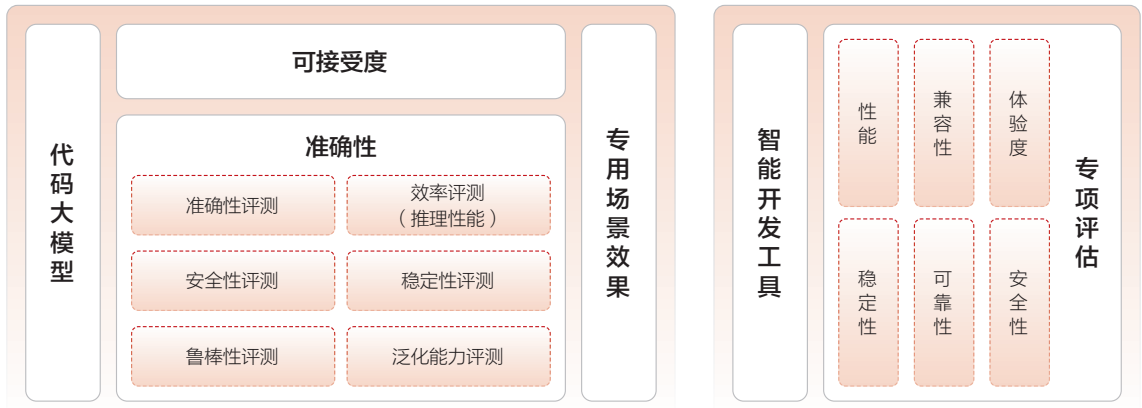 代码大模型
可接受度
准确性
准确性评测
效率评测
（推理性能）
安全性评测
稳定性评测
鲁棒性评测
泛化能力评测
专用场景效果
智能开发工具
性能
兼容性
体验度
稳定性
可靠性
安全性
专项评估